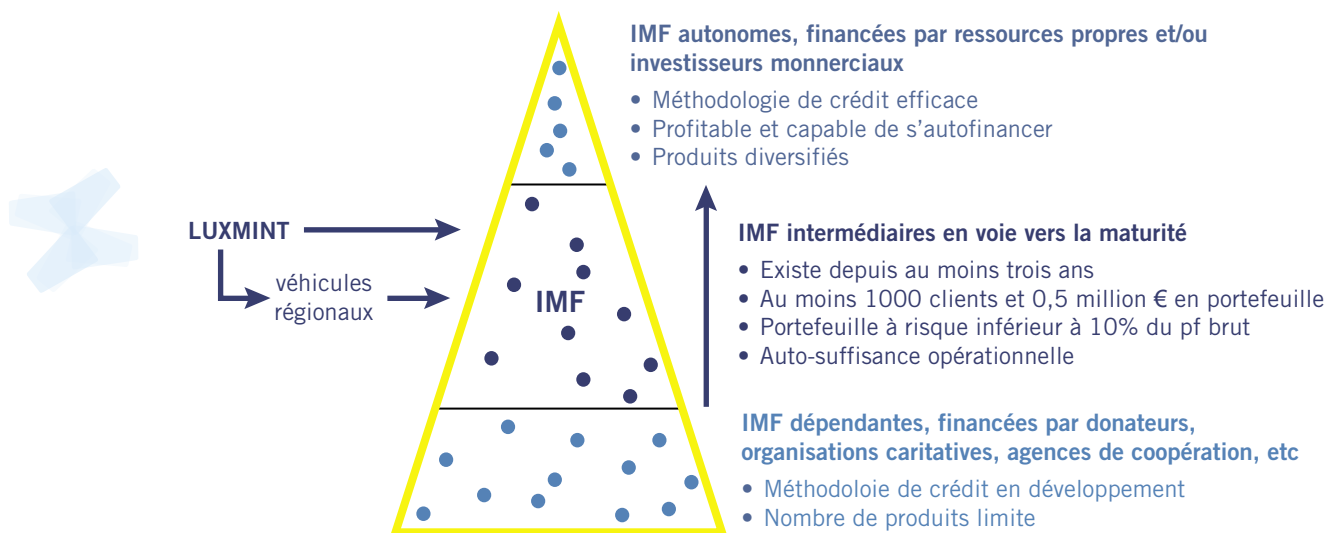 IMF autonomes, financées par ressources propres et/ou
investisseurs monnerciaux
• Méthodologie de crédit efficace
• Profitable et capable de s’autofinancer
• Produits diversifiés
LUXMINT
véhicules
régionaux
IMF
IMF intermédiaires en voie vers la maturité
• Existe depuis au moins trois ans
• Au moins 1000 clients et 0,5 million € en portefeuille
• Portefeuille à risque inférieur à 10% du pf brut
• Auto-suffisance opérationnelle
IMF dépendantes, financées par donateurs,
organisations caritatives, agences de coopération, etc
• Méthodoloie de crédit en développement
• Nombre de produits limite